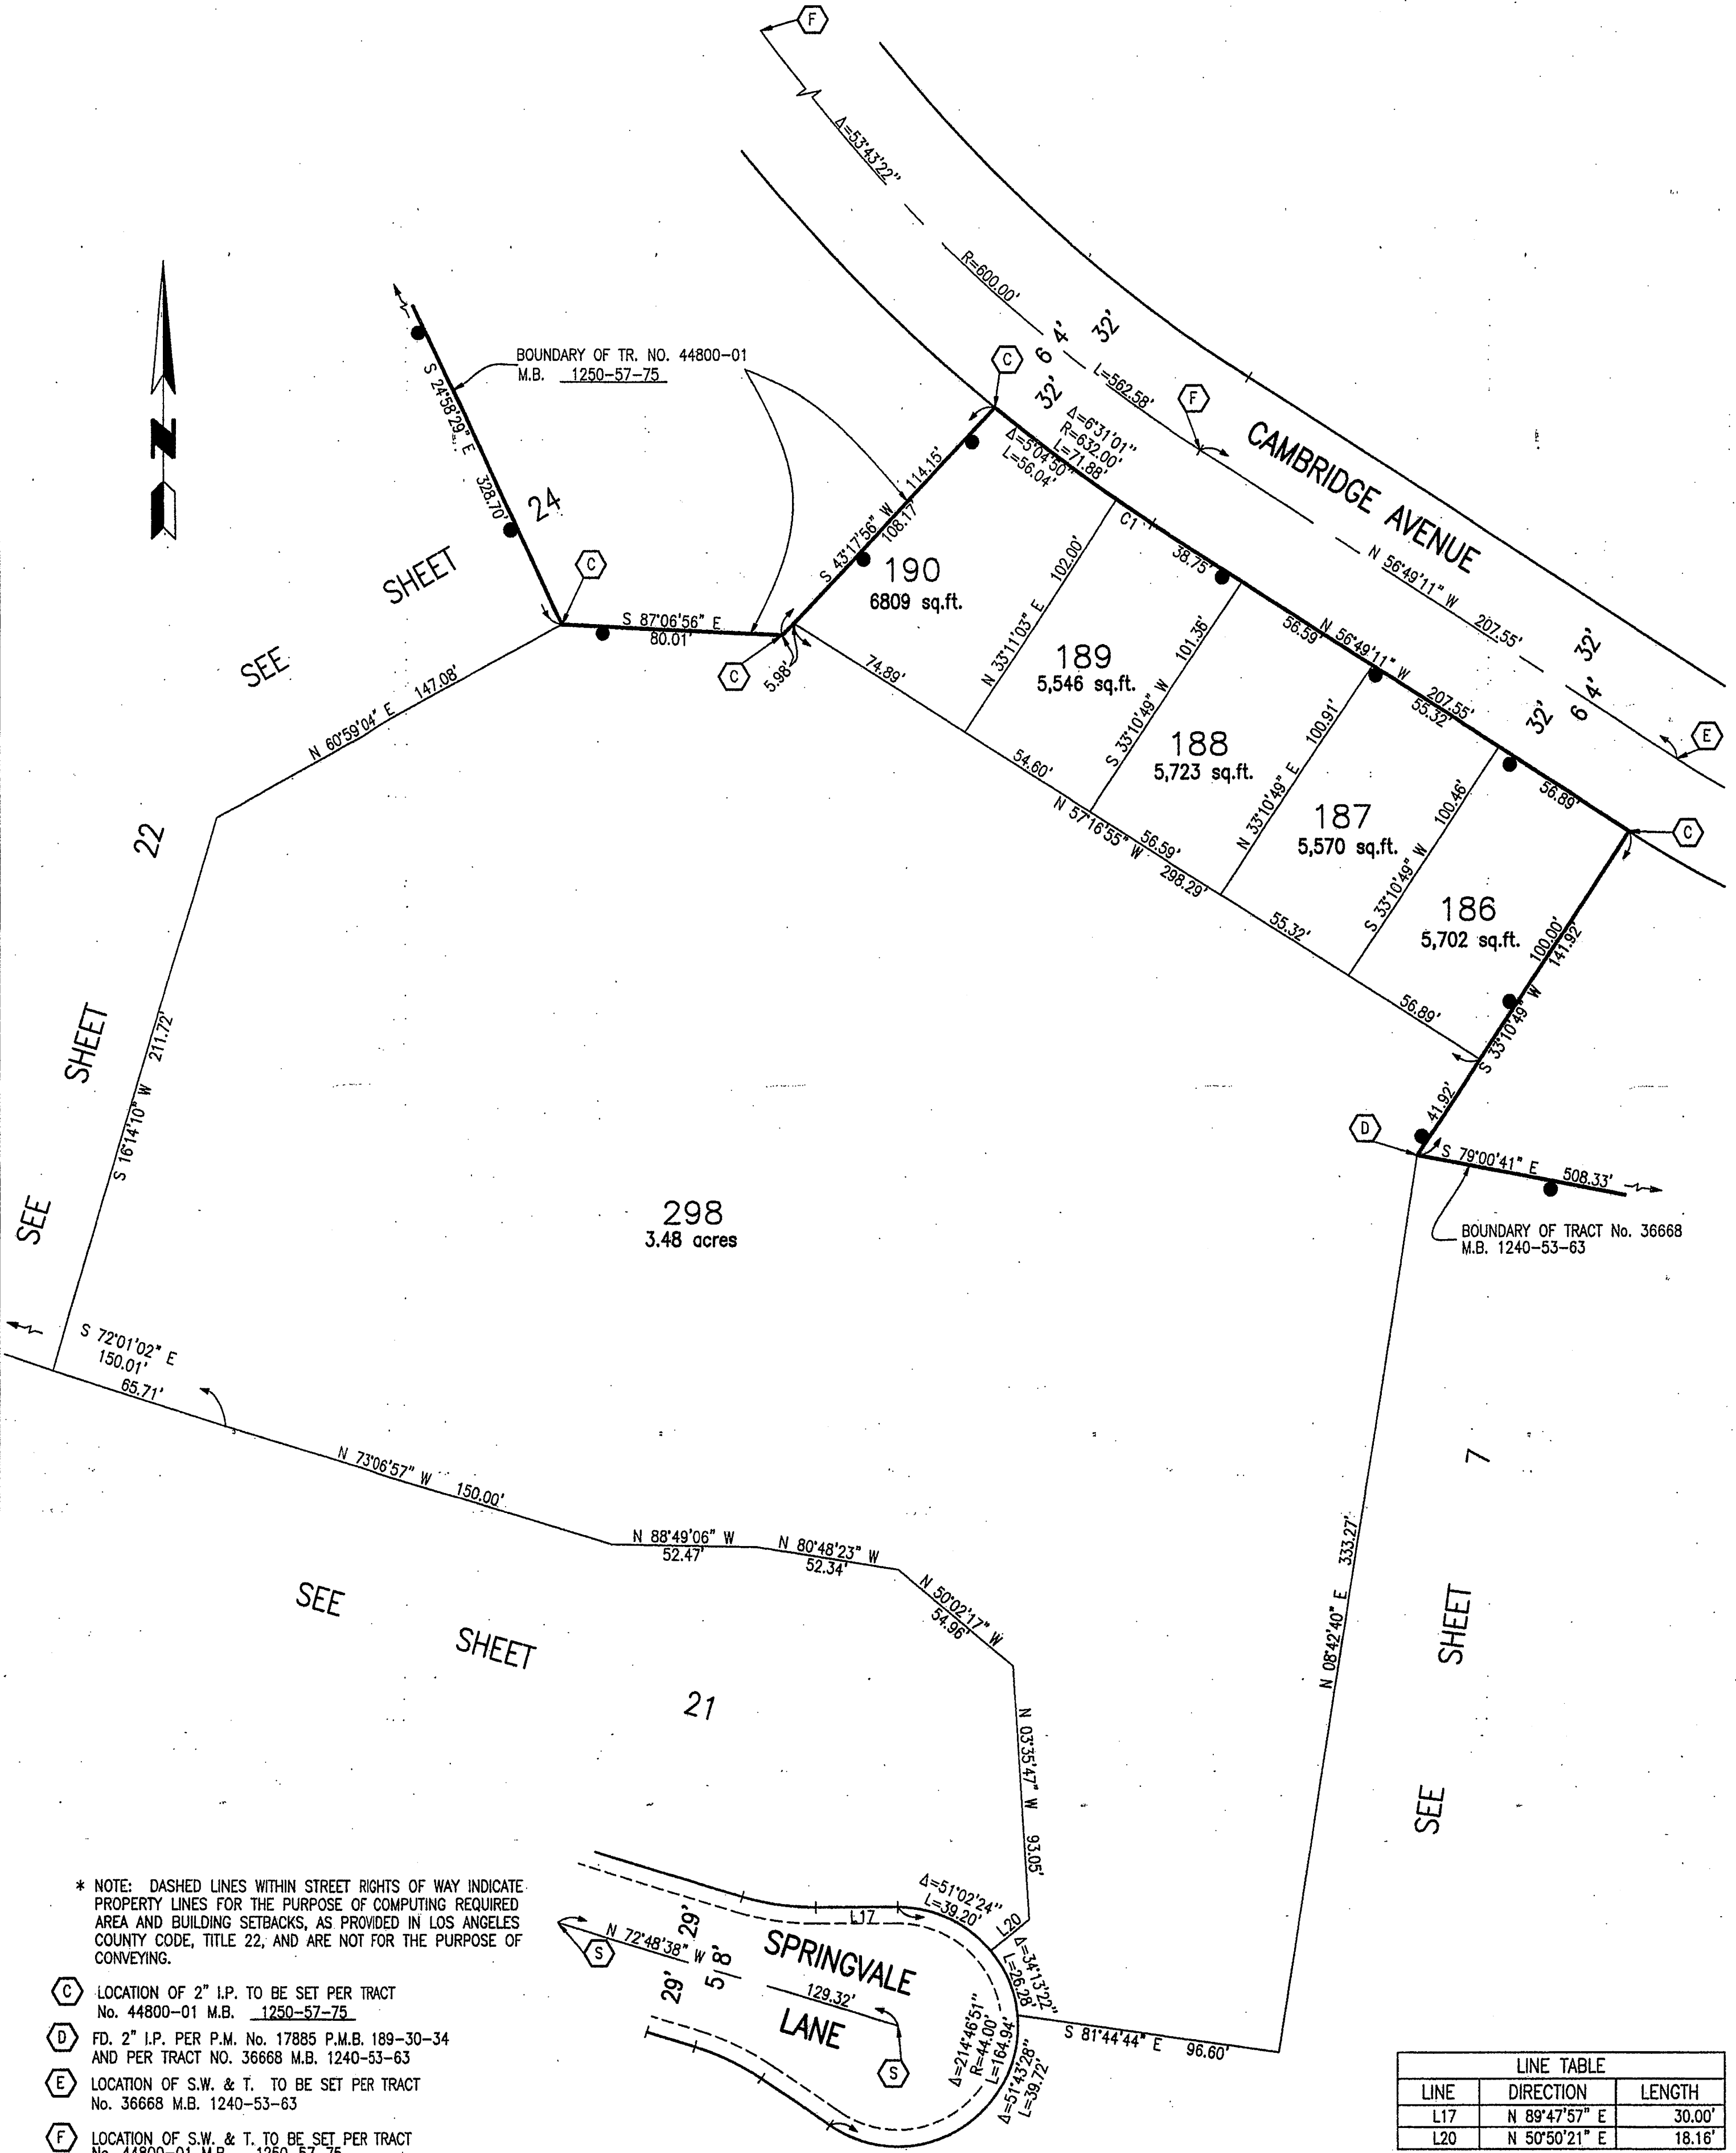 F
Δ=53°43'22"
R=600.00'
6 4' 32'
32'
L=562.58'
F
C
CAMBRIDGE AVENUE
BOUNDARY OF TR. NO. 44800-01
M.B. 1250-57-75
S 24°58'29" E 328.70'
24
SHEET
SEE
N
C
S 87°06'56" E
80.01'
C
5.98'
S 43°17'56" W 114.15'
108.17'
Δ=6°31'01"
R=632.00'
L=71.88'
Δ=5°04'50"
L=56.04'
C1
38.75'
190
6809 sq.ft.
74.89'
N 33°11'03" E 102.00'
189
5,546 sq.ft.
54.60'
S 33°10'49" W 101.36'
56.59'
N 56°49'11" W 207.55'
N 56°49'11" W 207.55'
32'
32' 6 4'
E
188
5,723 sq.ft.
N 57°16'55" W 298.29'
56.59'
N 33°10'49" E 100.91'
55.32'
187
5,570 sq.ft.
55.32'
S 33°10'49" W 100.46'
56.89'
C
186
5,702 sq.ft.
56.89'
100.00'
S 33°10'49" W 141.92'
41.92'
D
S 79°00'41" E 508.33'
BOUNDARY OF TRACT No. 36668
M.B. 1240-53-63
N 60°59'04" E 147.08'
22
SHEET
SEE
S 16°14'10" W 211.72'
298
3.48 acres
S 72°01'02" E
150.01'
65.71'
N 73°06'57" W 150.00'
N 88°49'06" W
52.47'
N 80°48'23" W
52.34'
N 50°02'17" W
54.96'
N 03°35'47" W 93.05'
N 08°42'40" E 333.27'
7
SHEET
SEE
SEE
SHEET
21
L20
Δ=51°02'24"
L=39.20'
L17
29'
5 8'
29'
N 72°48'38" W
129.32'
S
SPRINGVALE
LANE
S
Δ=34°13'22"
L=26.28'
Δ=214°46'51"
R=44.00'
L=164.94'
Δ=51°43'28"
L=39.72'
S 81°44'44" E 96.60'
* NOTE: DASHED LINES WITHIN STREET RIGHTS OF WAY INDICATE
PROPERTY LINES FOR THE PURPOSE OF COMPUTING REQUIRED
AREA AND BUILDING SETBACKS, AS PROVIDED IN LOS ANGELES
COUNTY CODE, TITLE 22, AND ARE NOT FOR THE PURPOSE OF
CONVEYING.
C LOCATION OF 2" I.P. TO BE SET PER TRACT
No. 44800-01 M.B. 1250-57-75
D FD. 2" I.P. PER P.M. No. 17885 P.M.B. 189-30-34
AND PER TRACT NO. 36668 M.B. 1240-53-63
E LOCATION OF S.W. & T. TO BE SET PER TRACT
No. 36668 M.B. 1240-53-63
F LOCATION OF S.W. & T. TO BE SET PER TRACT
No. 44800-01 M.B. 1250-57-75
LINE TABLE
LINE DIRECTION LENGTH
L17 N 89°47'57" E 30.00'
L20 N 50°50'21" E 18.16'